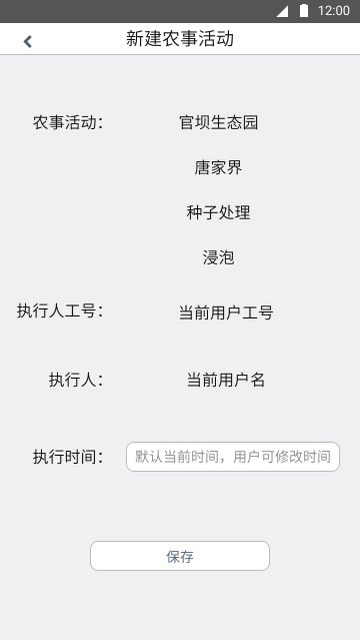 12:00
新建农事活动
农事活动： 官坝生态园
唐家界
种子处理
浸泡
执行人工号： 当前用户工号
执行人： 当前用户名
执行时间： 默认当前时间，用户可修改时间
保存